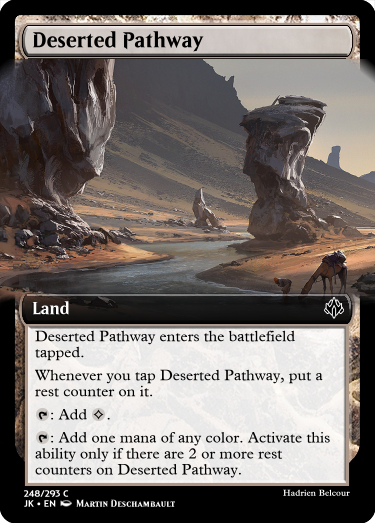 Deserted Pathway
Land
Deserted Pathway enters the battlefield
tapped.
Whenever you tap Deserted Pathway, put a
rest counter on it.
: Add .
: Add one mana of any color. Activate this
ability only if there are 2 or more rest
counters on Deserted Pathway.
248/293 C
JK • EN MARTIN DESCHAMBAULT
Hadrien Belcour